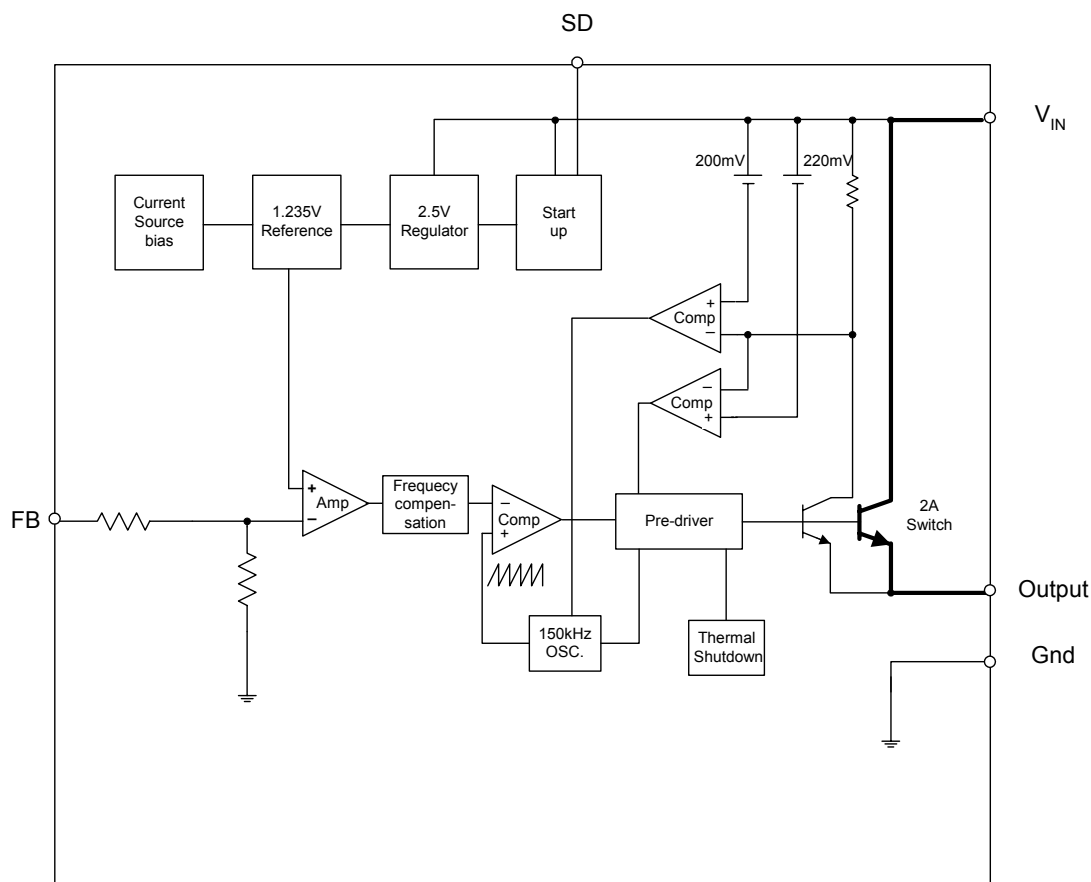 SD
V_IN
200mV
220mV
Current
Source
bias
1.235V
Reference
2.5V
Regulator
Start
up
+
Comp
–
–
Comp
+
Frequecy
compen-
sation
+
Amp
–
–
Comp
+
FB
Pre-driver
2A
Switch
Output
150kHz
OSC.
Thermal
Shutdown
Gnd